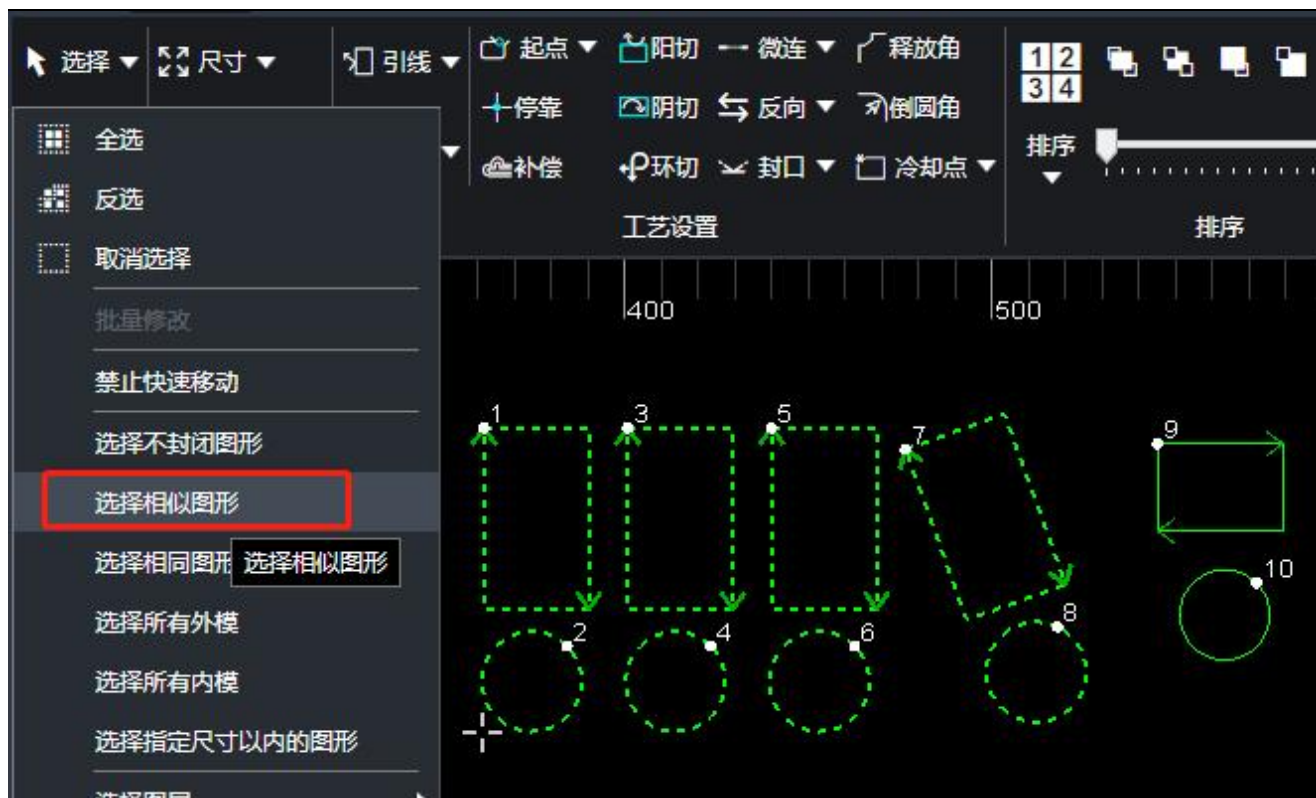 选择 尺寸 引线 起点 阳切 微连 释放角
停靠 阴切 反向 倒圆角
补偿 环切 封口 冷却点
工艺设置
1 2
3 4
排序
排序
全选
反选
取消选择
批量修改
禁止快速移动
选择不封闭图形
选择相似图形
选择相同图形
选择相似图形
选择所有外模
选择所有内模
选择指定尺寸以内的图形
选择图层
400 500
1 3 5 7 9
2 4 6 8 10